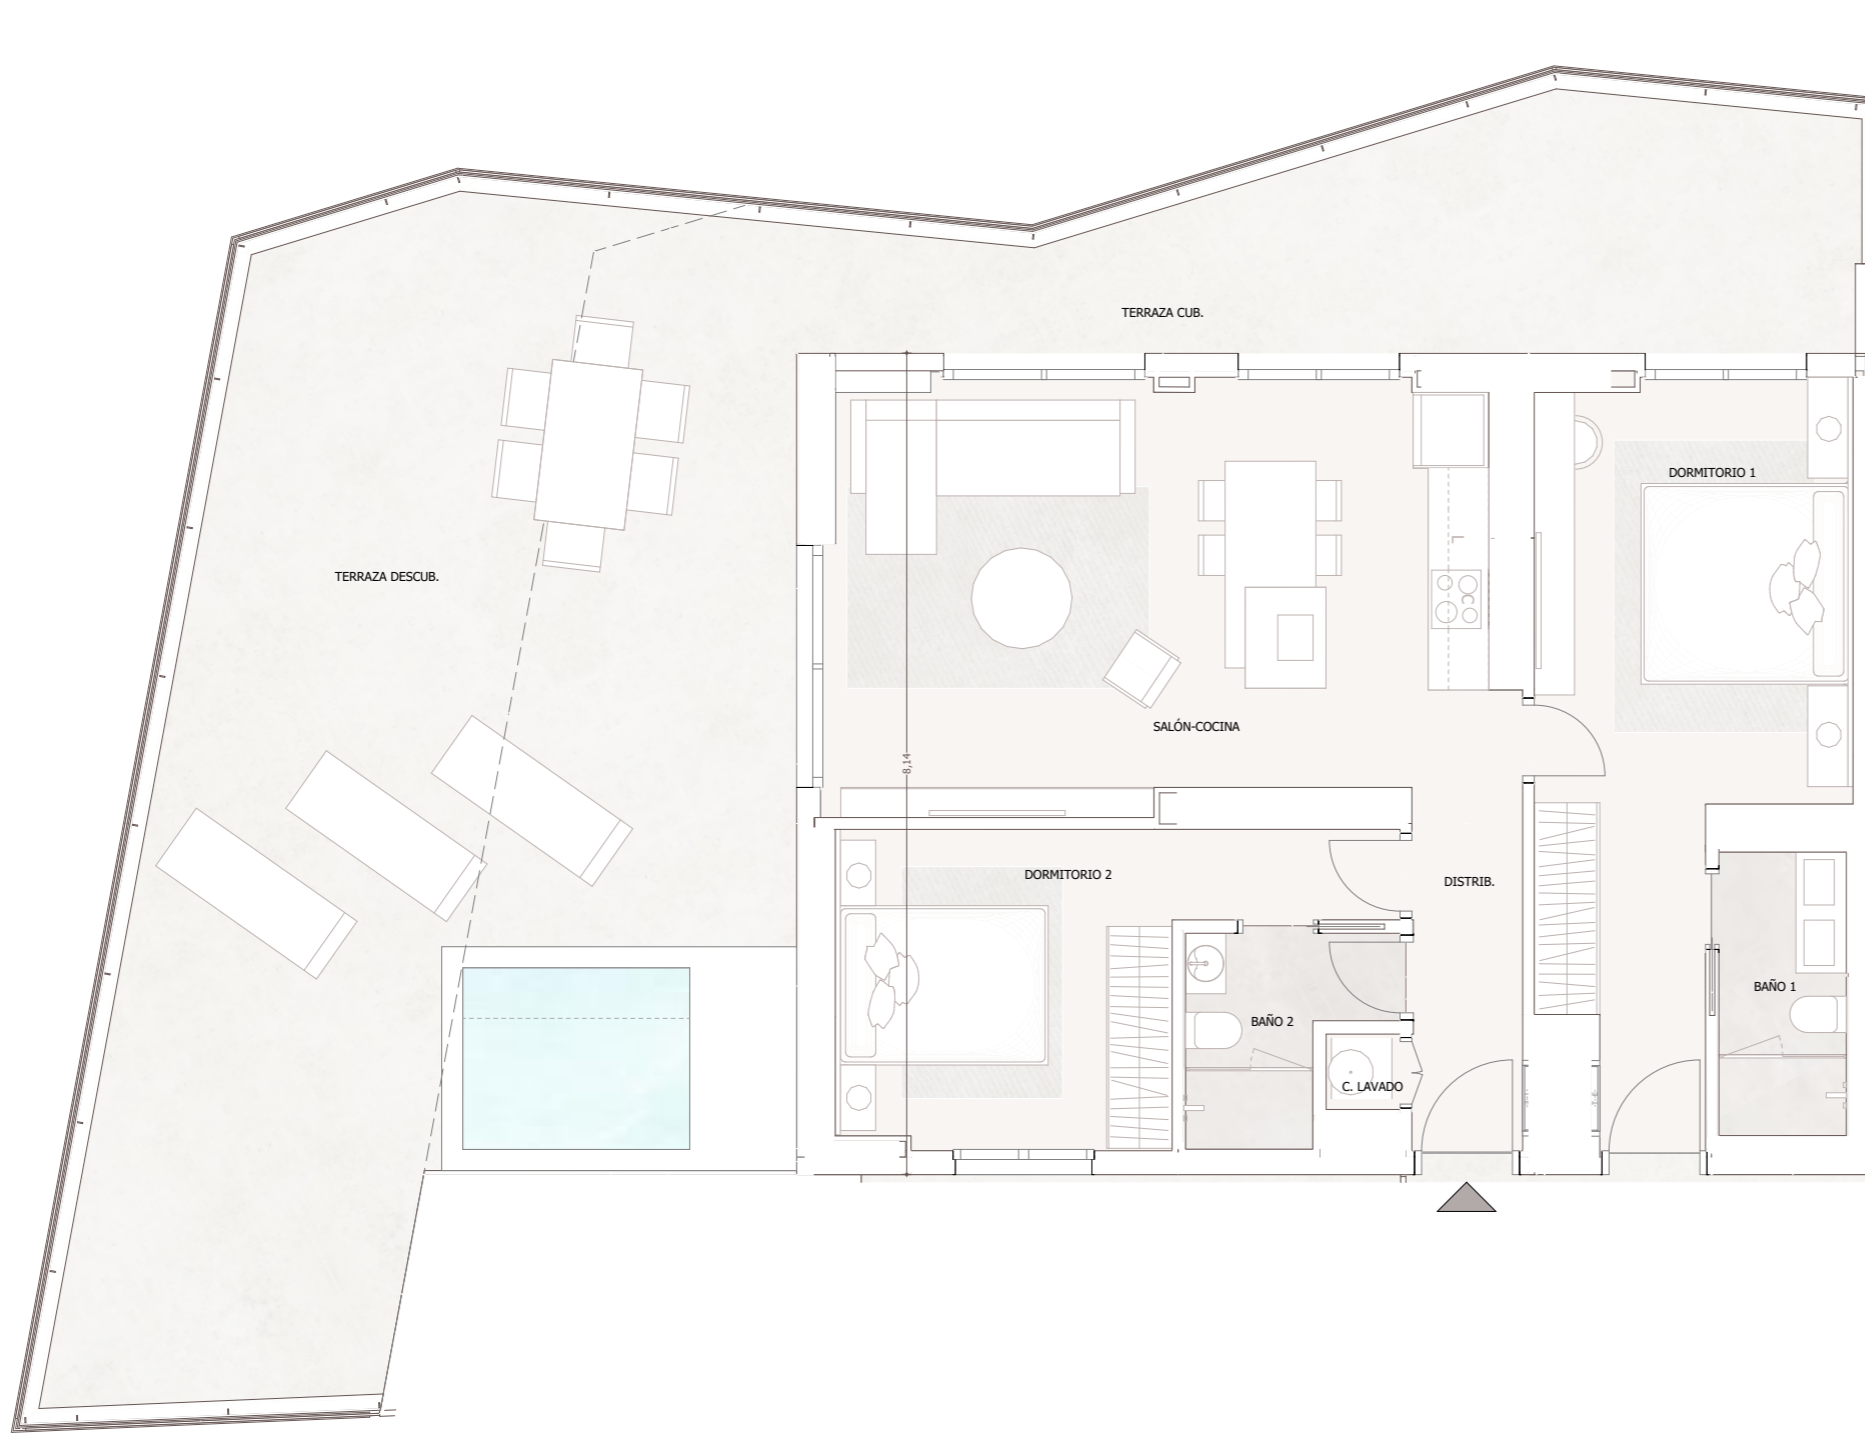 TERRAZA CUB.
DORMITORIO 1
TERRAZA DESCUB.
SALÓN-COCINA
8,14
DORMITORIO 2
DISTRIB.
BAÑO 1
BAÑO 2
C. LAVADO